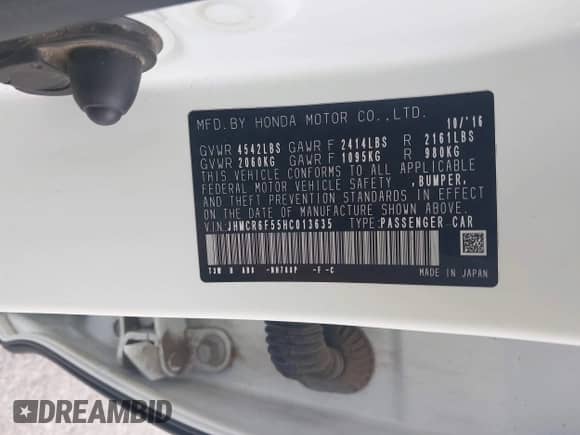 MFD.BY HONDA MOTOR CO.,LTD. 10/'16
GVWR 4542LBS GAWR F 2414LBS R 2161LBS
GVWR 2060KG GAWR F 1095KG R 980KG
THIS VEHICLE CONFORMS TO ALL APPLICABLE
FEDERAL MOTOR VEHICLE SAFETY ,BUMPER,
AND THEFT PREVENTION STANDARDS IN EFFECT
ON THE DATE OF MANUFACTURE SHOWN ABOVE.
VIN:JHMCR6F55HC013635 TYPE:PASSENGER CAR
-F -C
MADE IN JAPAN
DREAMBID